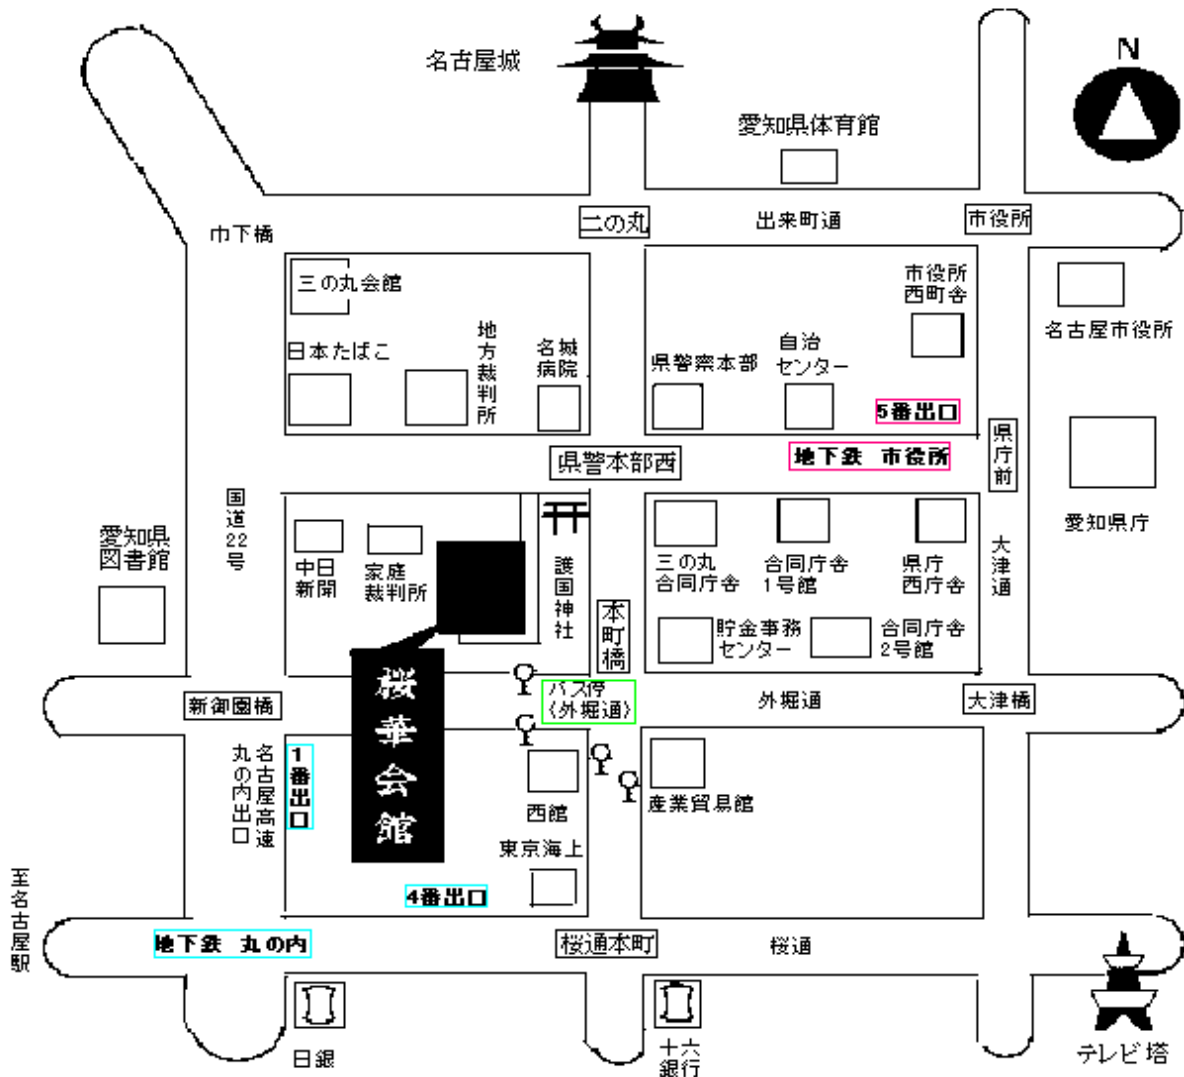 名古屋城
N
愛知県体育館
二の丸
出来町通
市役所
巾下橋
三の丸会館
市役所
西町舎
名古屋市役所
日本たばこ
地方裁判所
名城
病院
県警察本部
自治
センター
5番出口
県警本部西
地下鉄 市役所
県庁前
愛知県庁
国道22号
愛知県
図書館
中日
新聞
家庭
裁判所
護国神社
三の丸
合同庁舎
合同庁舎
1号館
県庁
西庁舎
大津通
本町橋
貯金事務
センター
合同庁舎
2号館
新御園橋
桜華会館
バス停
〈外堀通〉
外堀通
大津橋
名古屋高速
丸の内出口
1番出口
西館
産業貿易館
東京海上
4番出口
至名古屋駅
地下鉄 丸の内
桜通本町
桜通
日銀
十六
銀行
テレビ塔